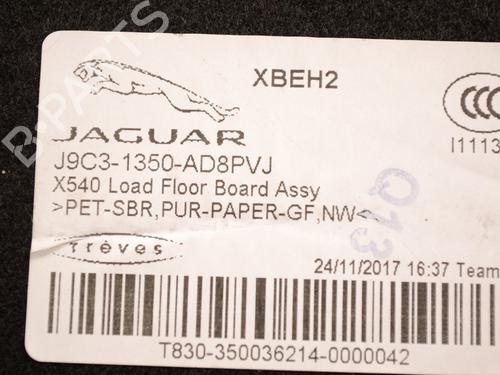 XBEH2
CCC
I1113
JAGUAR
J9C3-1350-AD8PVJ
X540 Load Floor Board Assy
>PET-SBR,PUR-PAPER-GF,NW<
Q13
trèves
24/11/2017 16:37 Team
T830-350036214-0000042
B-PARTS